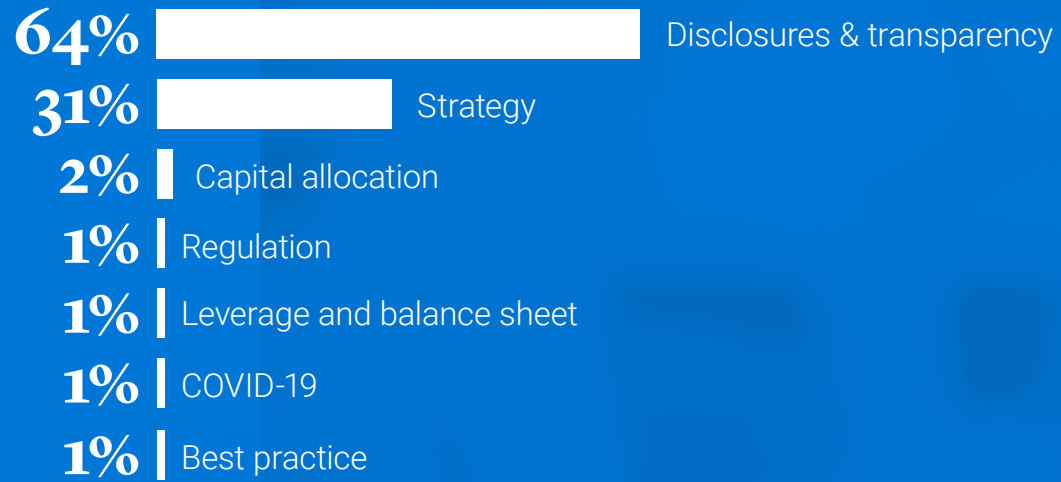 64% Disclosures & transparency
31% Strategy
2% Capital allocation
1% Regulation
1% Leverage and balance sheet
1% COVID-19
1% Best practice